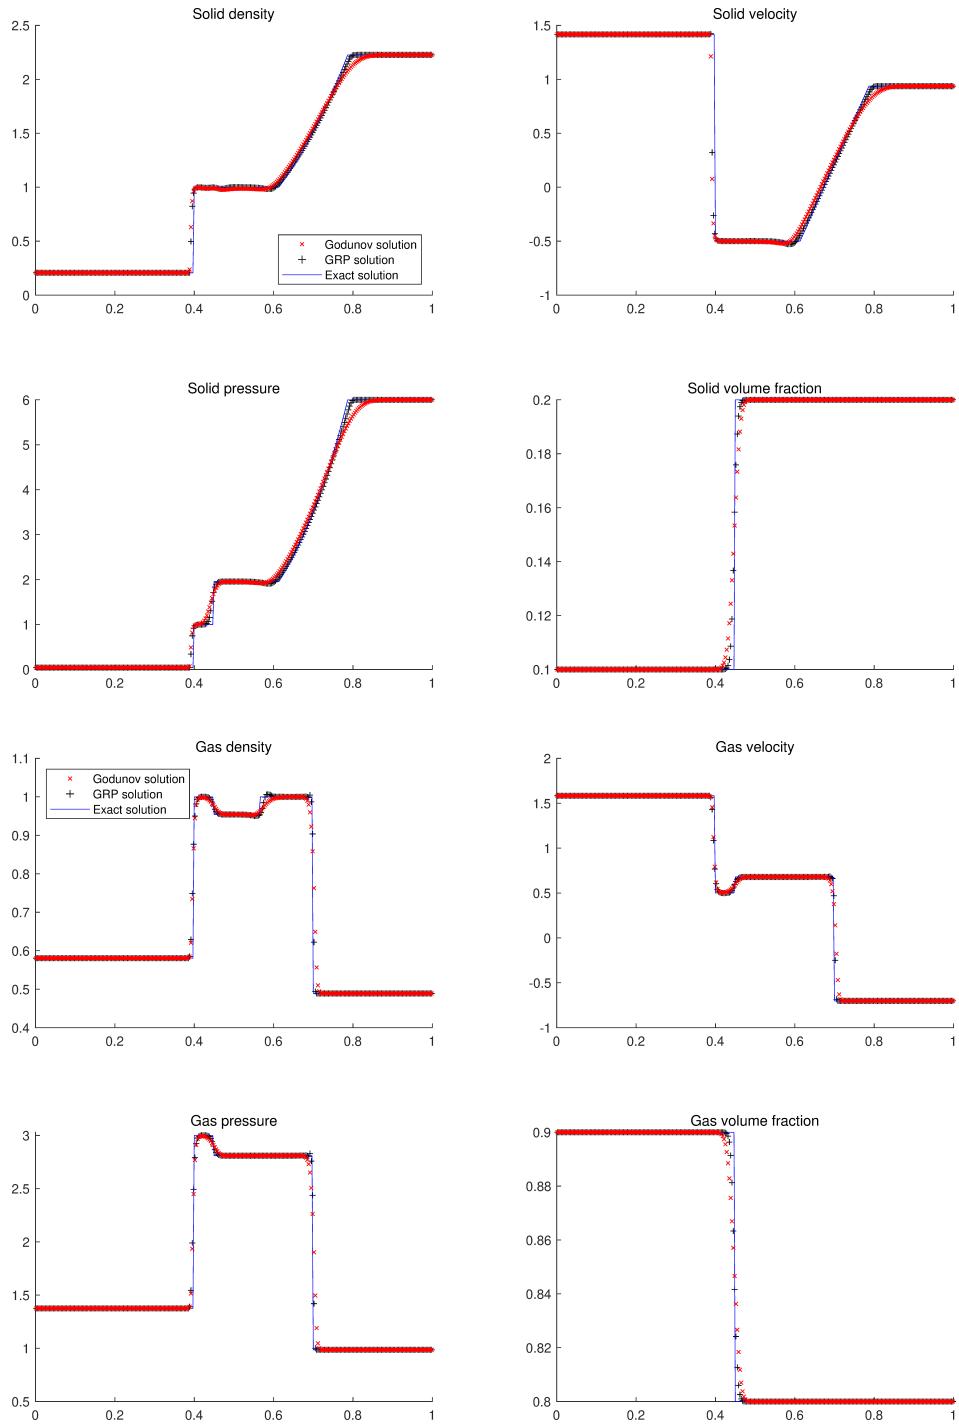 Solid density
2.5
2
1.5
1
0.5
0
Godunov solution
GRP solution
Exact solution
0 0.2 0.4 0.6 0.8 1
Solid velocity
1.5
1
0.5
0
-0.5
-1
0 0.2 0.4 0.6 0.8 1
Solid pressure
6
5
4
3
2
1
0
0 0.2 0.4 0.6 0.8 1
Solid volume fraction
0.2
0.18
0.16
0.14
0.12
0.1
0 0.2 0.4 0.6 0.8 1
Gas density
1.1
1
0.9
0.8
0.7
0.6
0.5
0.4
Godunov solution
GRP solution
Exact solution
0 0.2 0.4 0.6 0.8 1
Gas velocity
2
1.5
1
0.5
0
-0.5
-1
0 0.2 0.4 0.6 0.8 1
Gas pressure
3
2.5
2
1.5
1
0.5
0 0.2 0.4 0.6 0.8 1
Gas volume fraction
0.9
0.88
0.86
0.84
0.82
0.8
0 0.2 0.4 0.6 0.8 1